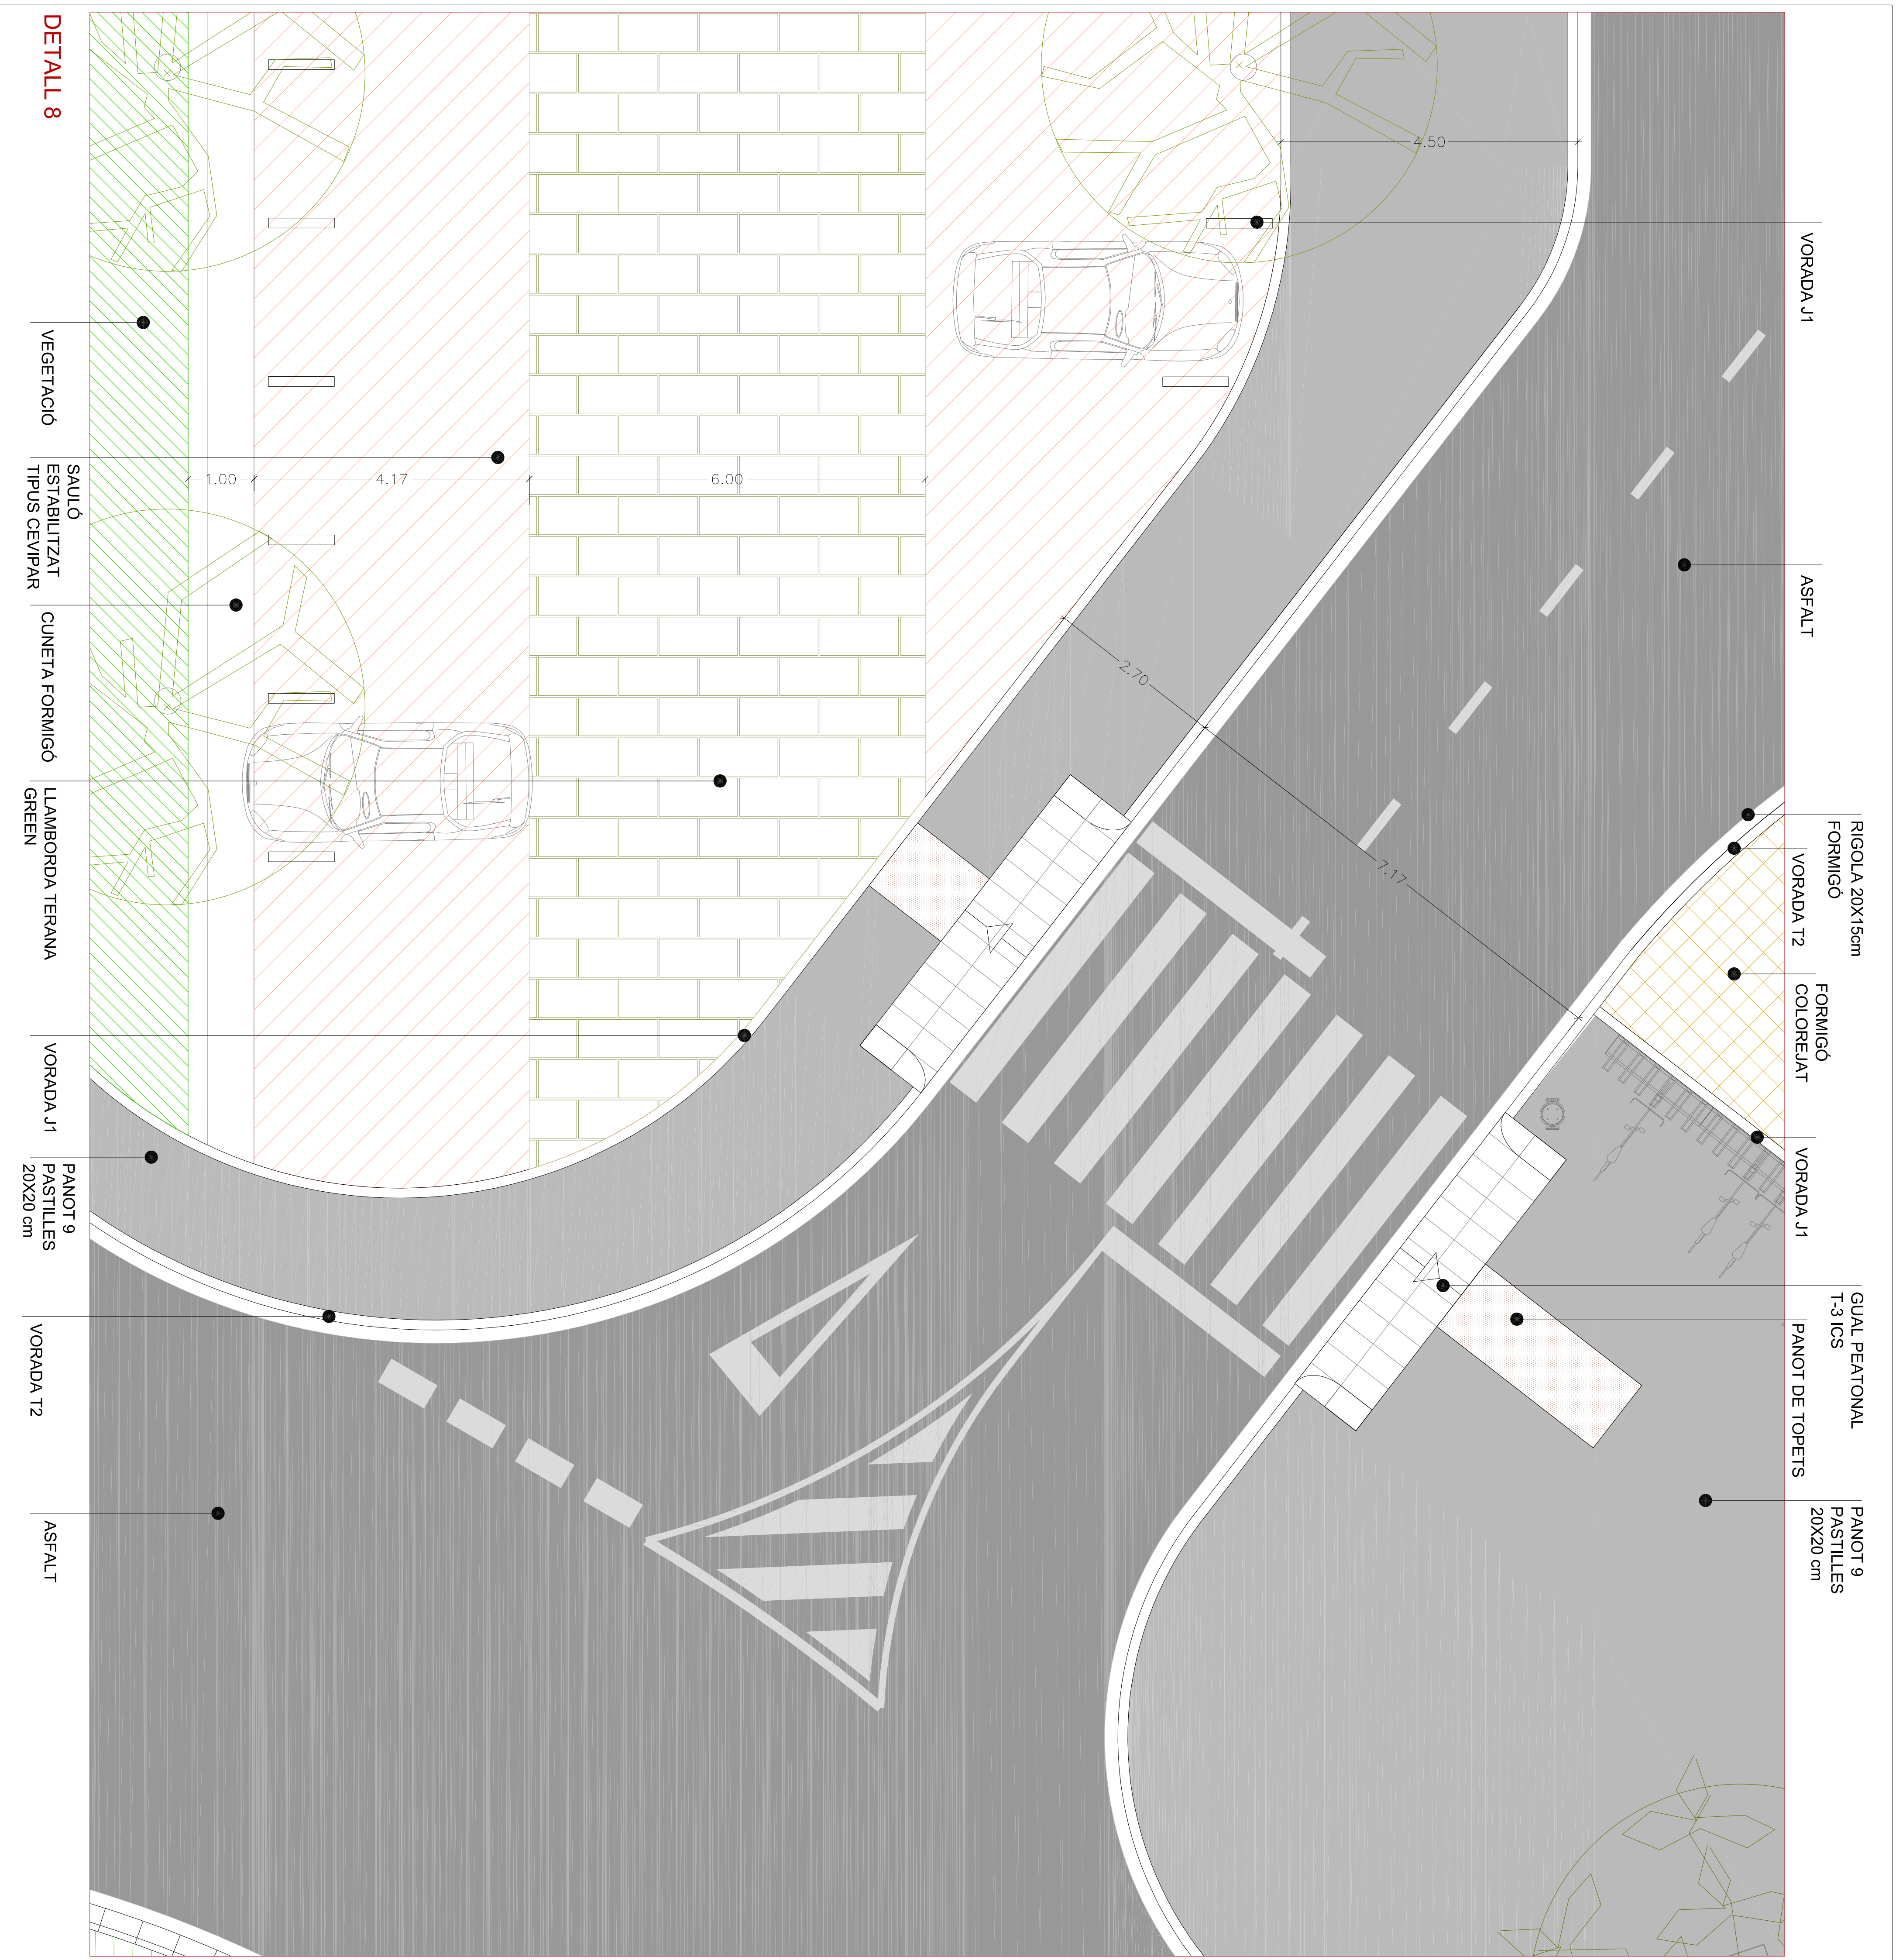 VORADA J1
ASFALT
RIGOLA 20X15cm
FORMIGÓ
VORADA T2
FORMIGÓ
COLOREJAT
VORADA J1
GUAL PEATONAL
T-3 ICS
PANOT DE TOPETS
PANOT 9
PASTILLES
20X20 cm
4.50
2.70
7.17
6.00
4.17
1.00
DETALL 8
VEGETACIÓ
SAULÓ
ESTABILITZAT
TIPUS CEVIPAR
CUNETA FORMIGÓ
LLAMBORDA TERANA
GREEN
VORADA J1
PANOT 9
PASTILLES
20X20 cm
VORADA T2
ASFALT